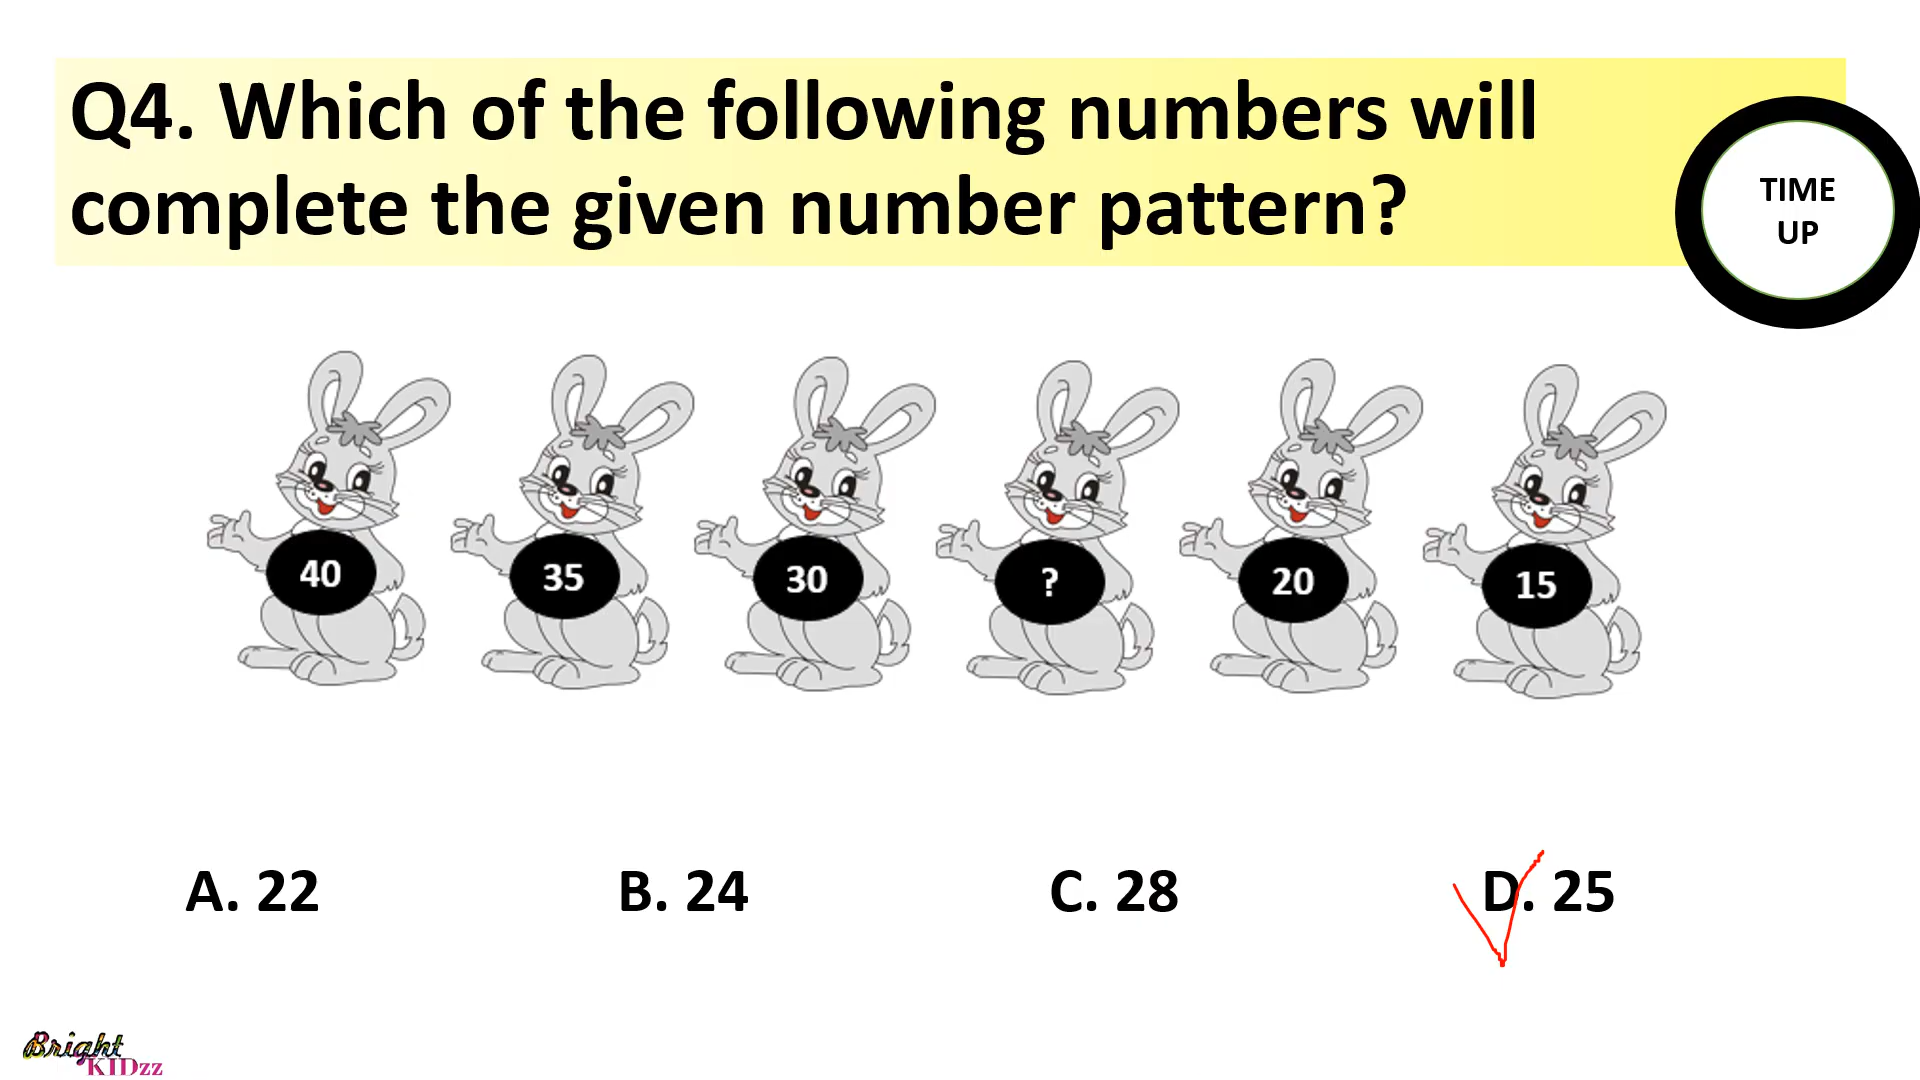 Q4. Which of the following numbers will
complete the given number pattern?
TIME
UP
40
35
30
?
20
15
A. 22
B. 24
C. 28
D. 25
Bright
KIDzz